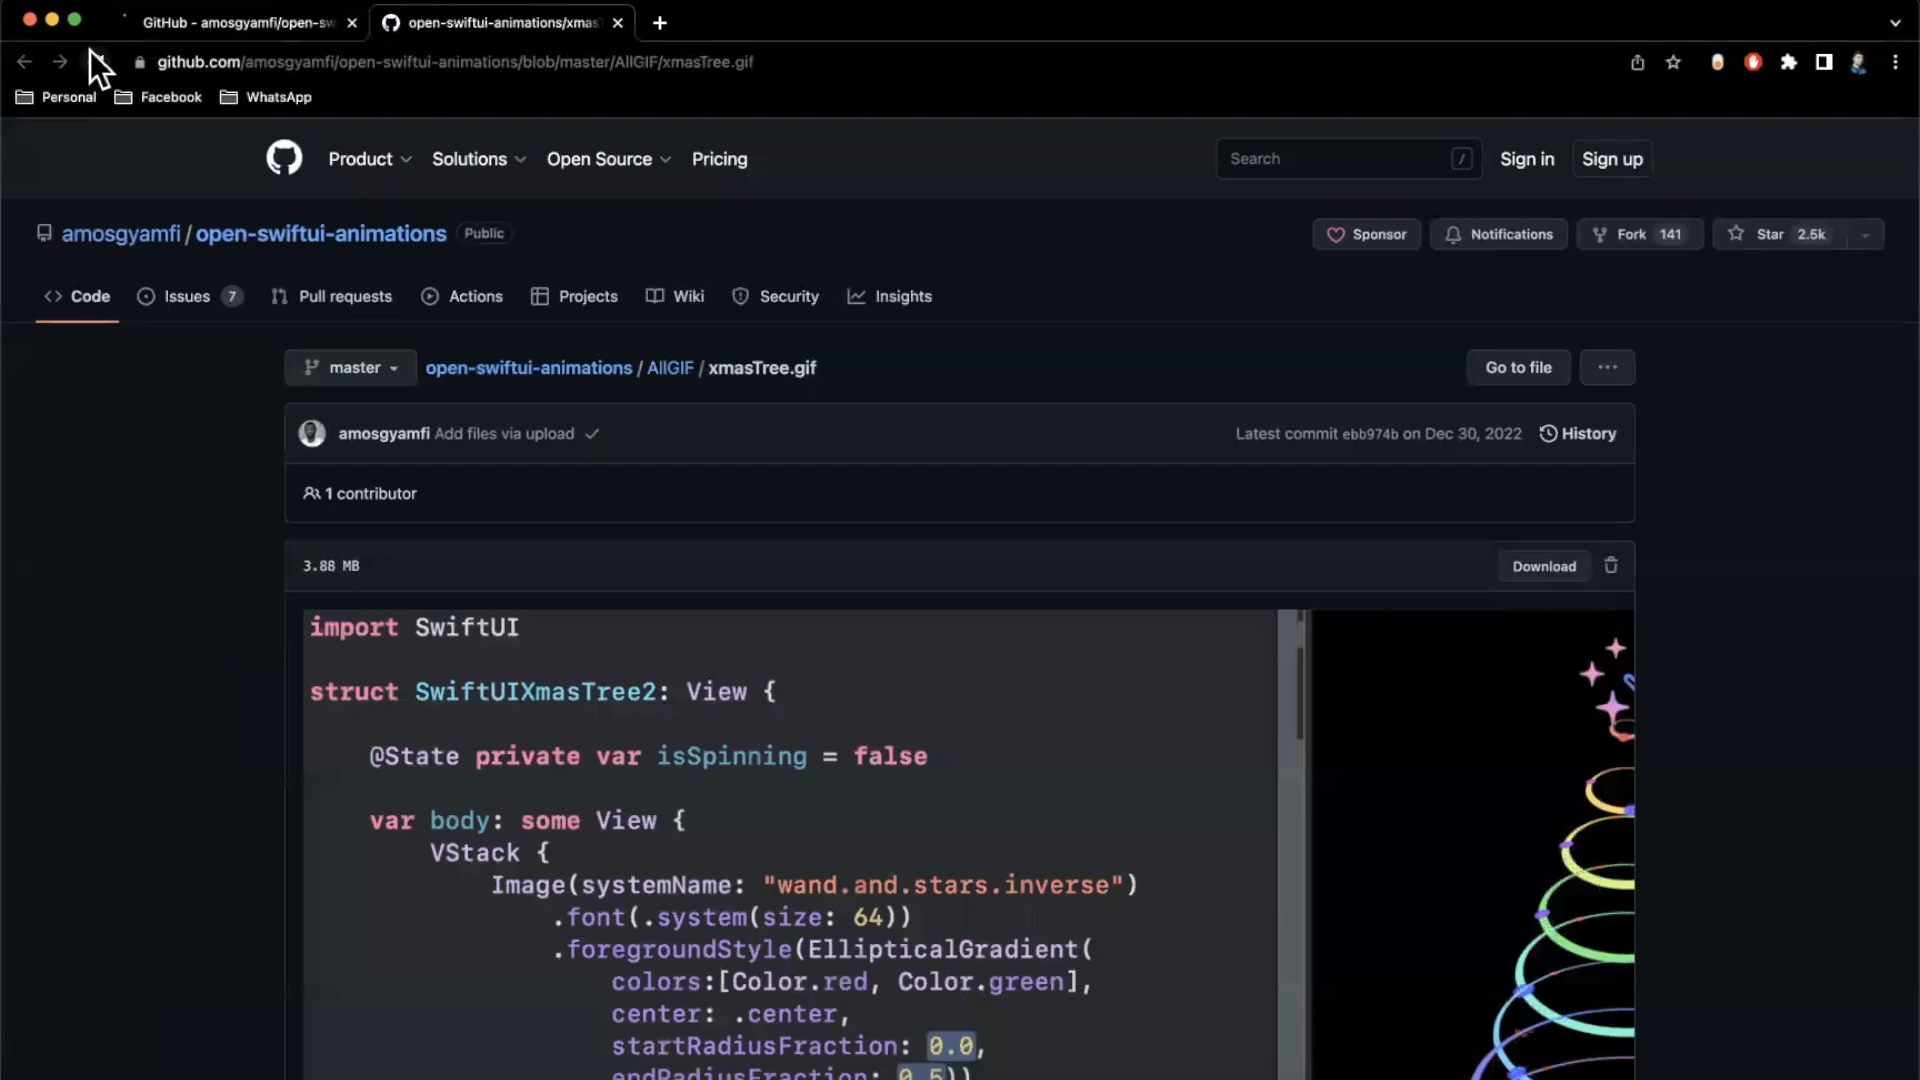 GitHub - amosgyamfi/open-sw
open-swiftui-animations/xmas
github.com/amosgyamfi/open-swiftui-animations/blob/master/AllGIF/xmasTree.gif
Personal Facebook WhatsApp
Product Solutions Open Source Pricing Search / Sign in Sign up
amosgyamfi / open-swiftui-animations Public Sponsor Notifications Fork 141 Star 2.5k
Code Issues 7 Pull requests Actions Projects Wiki Security Insights
master open-swiftui-animations / AllGIF / xmasTree.gif Go to file
amosgyamfi Add files via upload Latest commit ebb974b on Dec 30, 2022 History
1 contributor
3.88 MB Download
import SwiftUI
struct SwiftUIXmasTree2: View {
@State private var isSpinning = false
var body: some View {
VStack {
Image(systemName: "wand.and.stars.inverse")
.font(.system(size: 64))
.foregroundStyle(EllipticalGradient(
colors:[Color.red, Color.green],
center: .center,
startRadiusFraction: 0.0,
endRadiusFraction: 0.5))